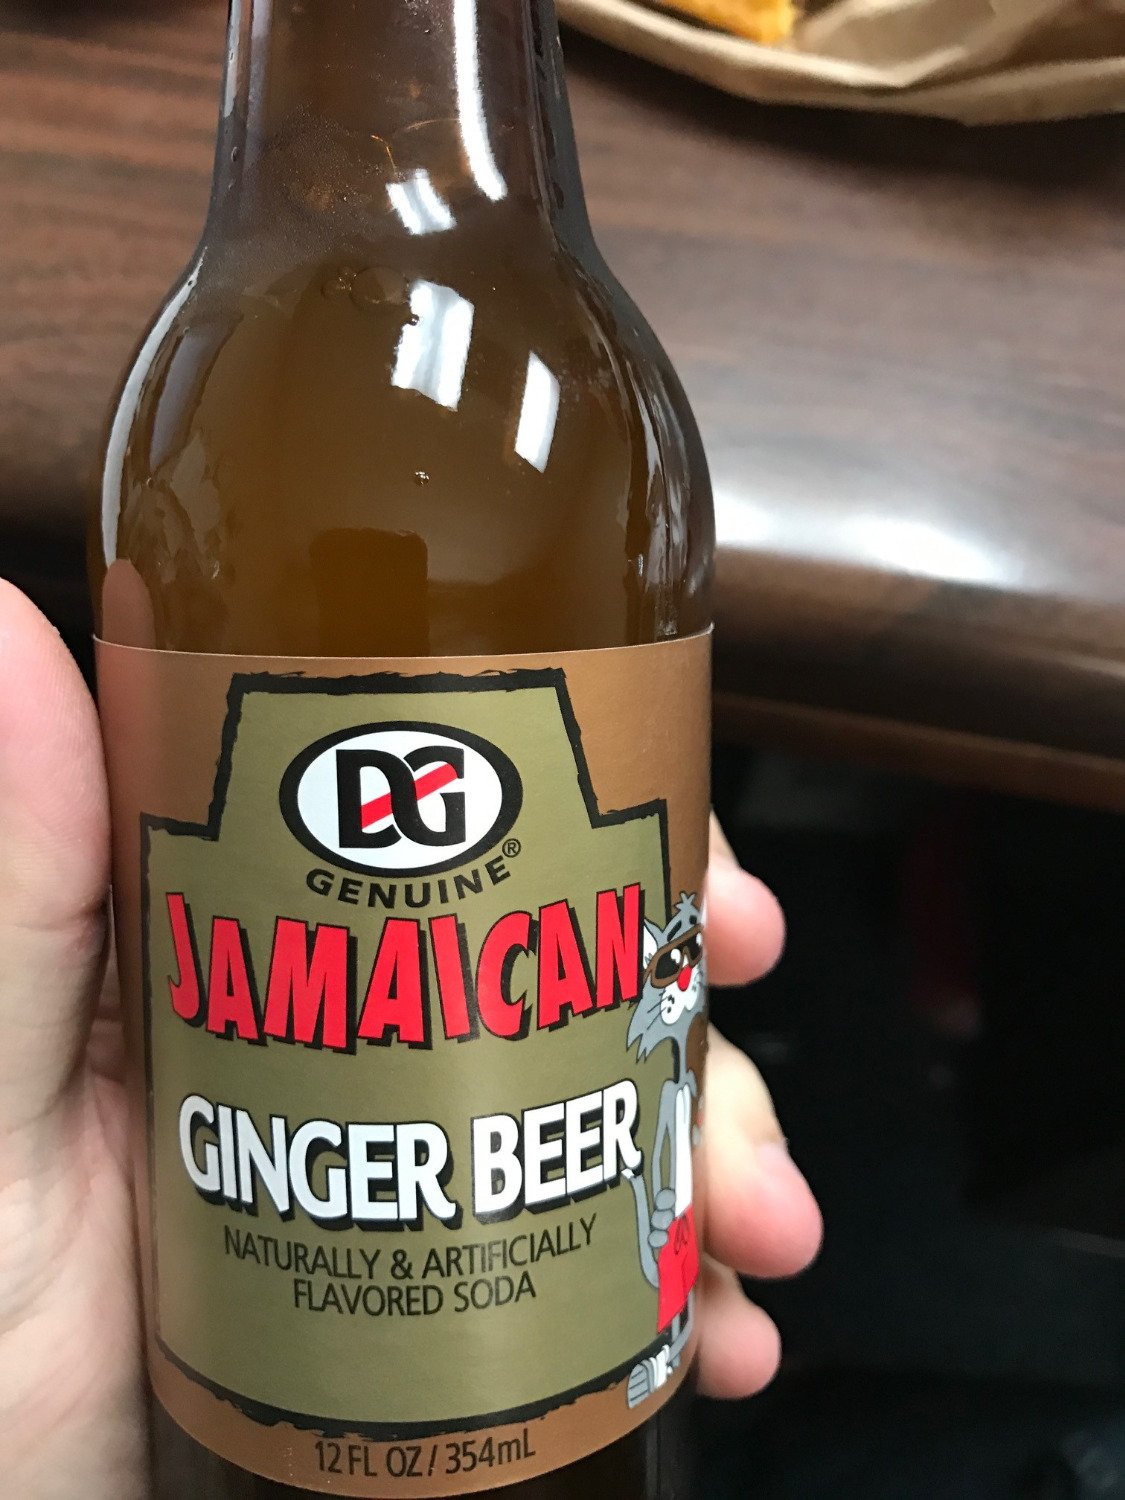 DG
GENUINE®
JAMAICAN
GINGER BEER
NATURALLY & ARTIFICIALLY
FLAVORED SODA
12 FL OZ / 354mL